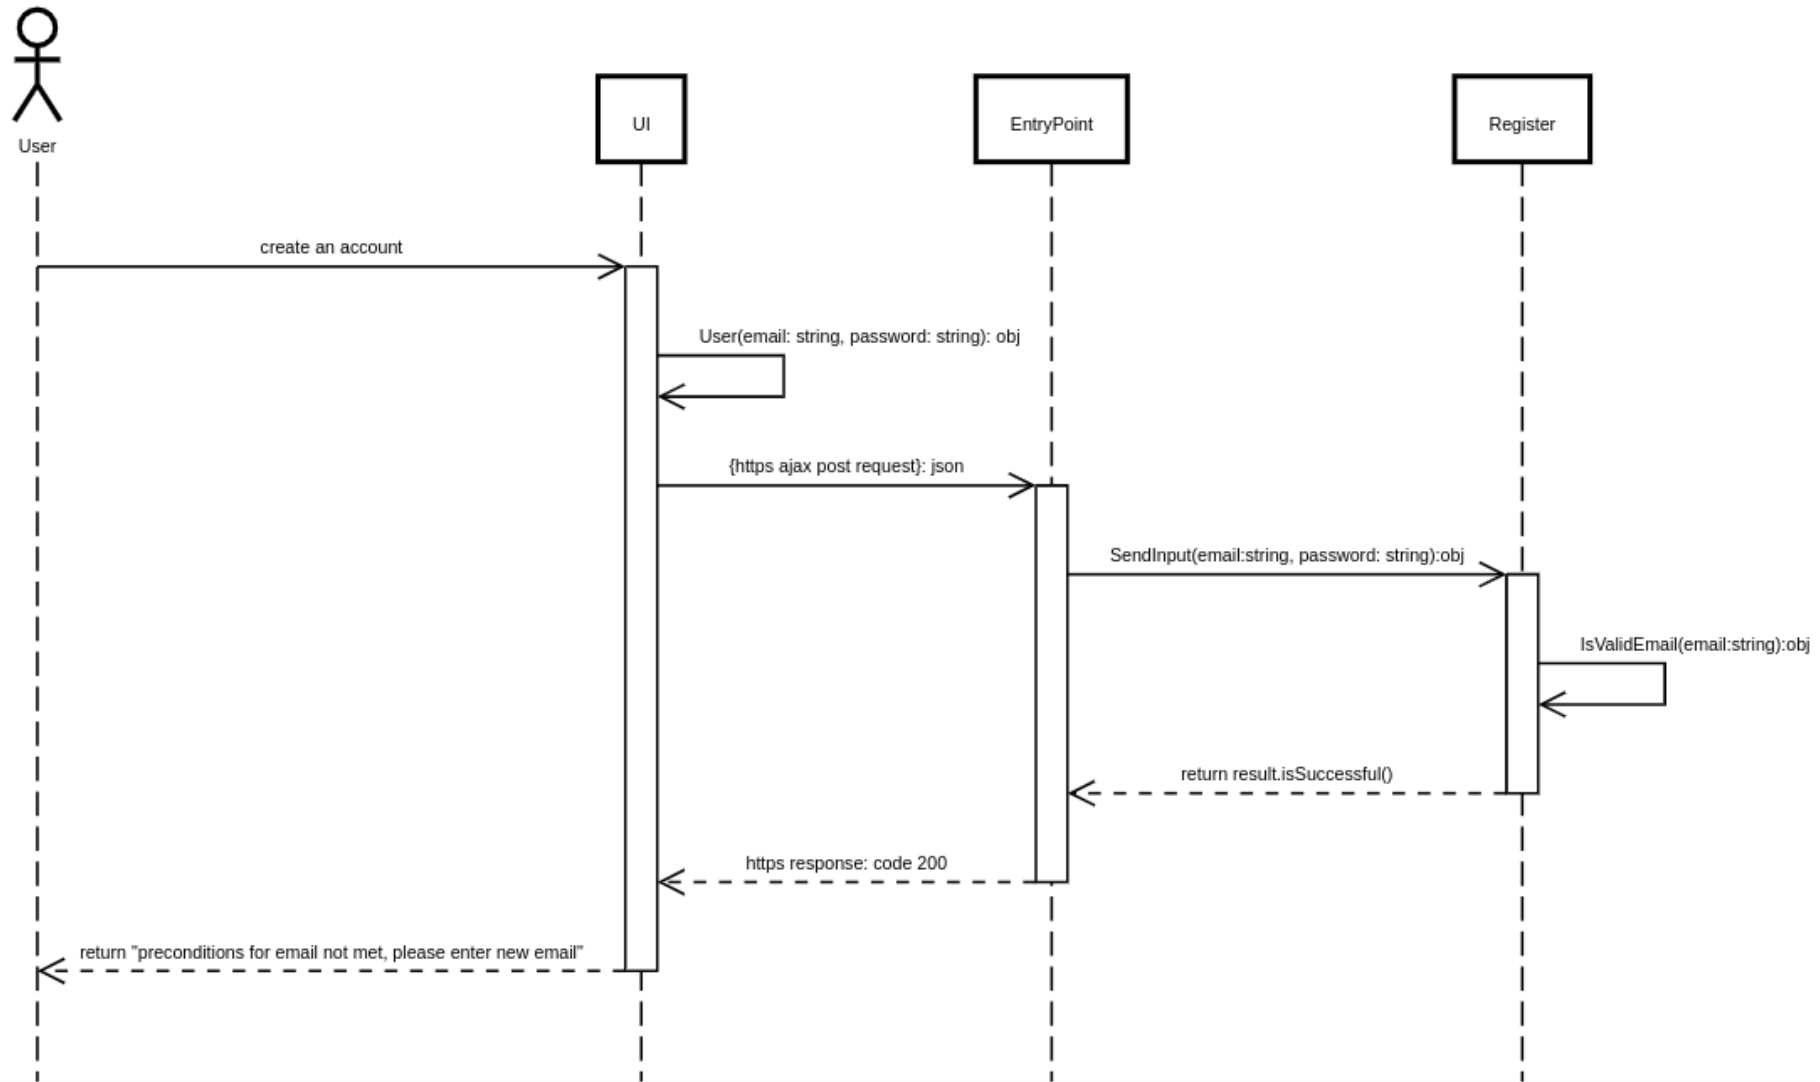 User
UI
EntryPoint
Register
create an account
User(email: string, password: string): obj
{https ajax post request}: json
SendInput(email:string, password: string):obj
IsValidEmail(email:string):obj
return result.isSuccessful()
https response: code 200
return "preconditions for email not met, please enter new email"